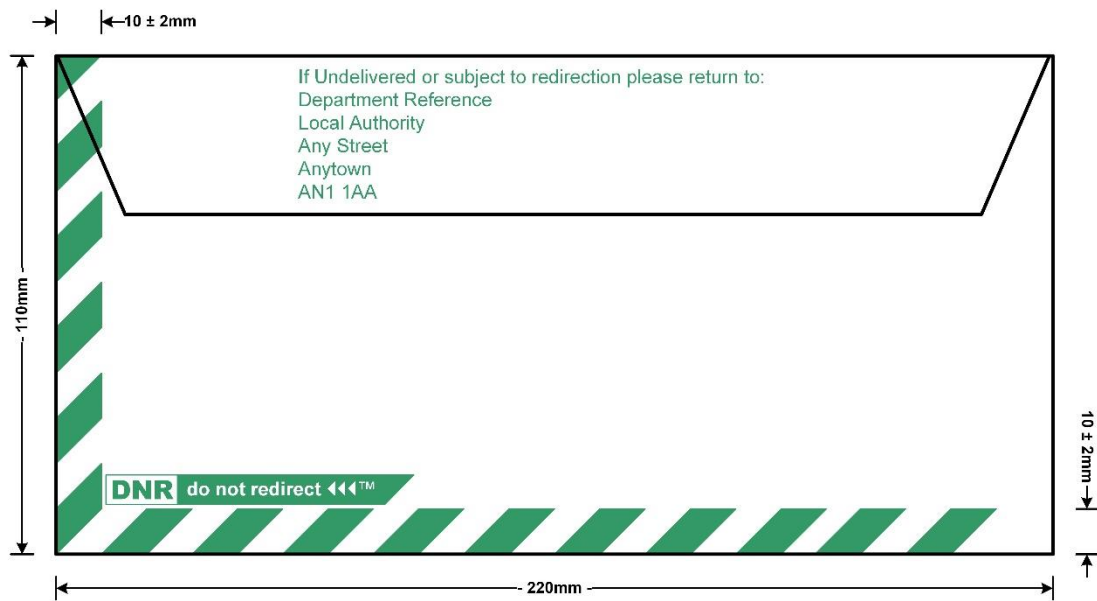 10 ± 2mm
If Undelivered or subject to redirection please return to:
Department Reference
Local Authority
Any Street
Anytown
AN1 1AA
- 110mm -
10 ± 2mm
DNR do not redirect ™
- 220mm -